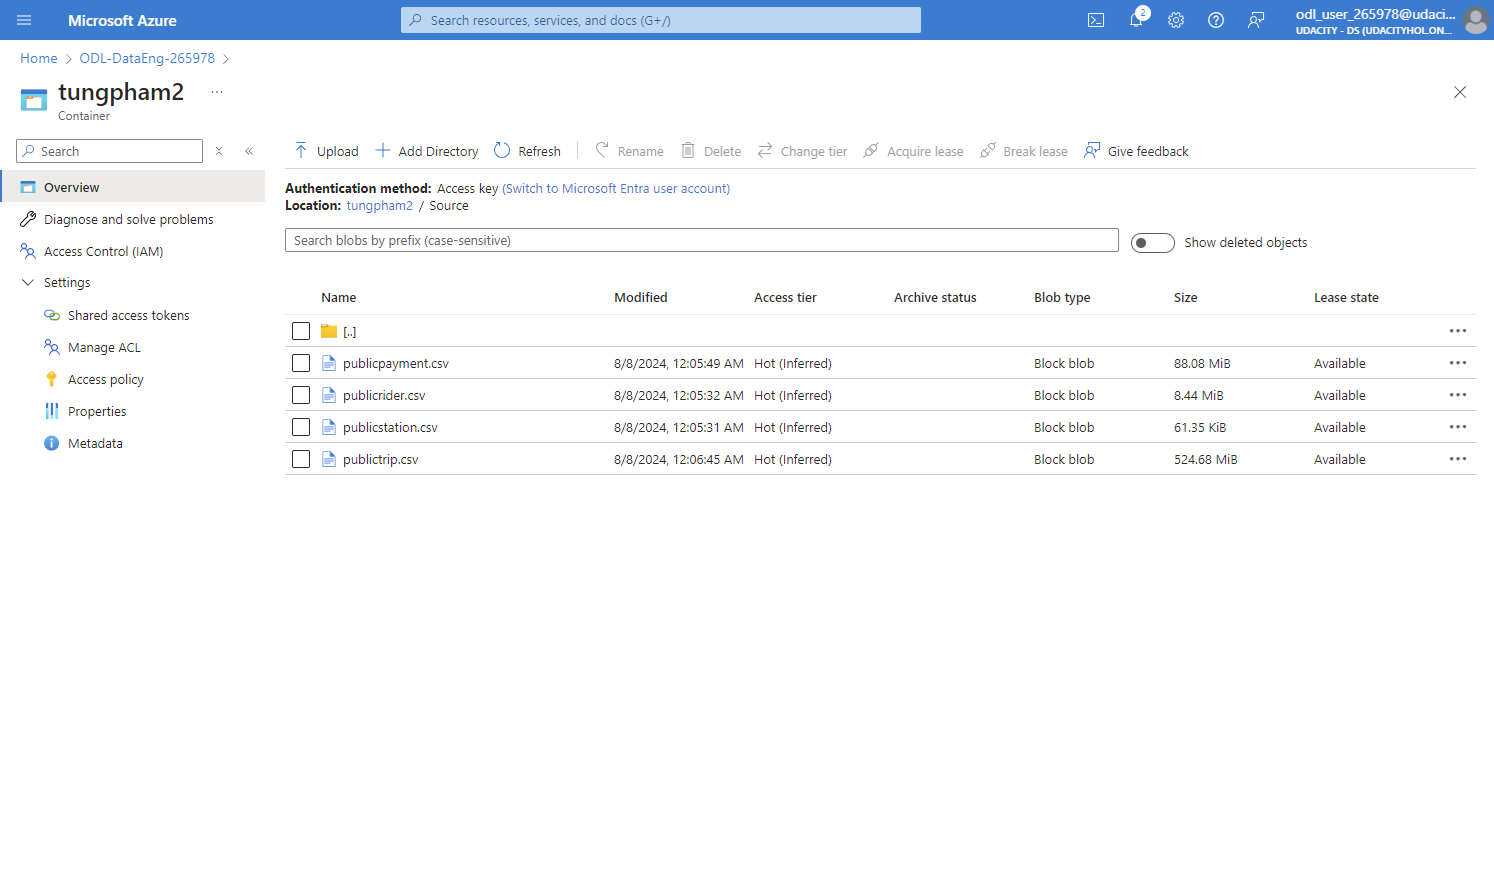 Microsoft Azure
Search resources, services, and docs (G+/)
2
odl_user_265978@udaci...
UDACITY - DS (UDACITYHOL.ON...
Home > ODL-DataEng-265978 >
tungpham2 ...
Container
Search
Upload Add Directory Refresh Rename Delete Change tier Acquire lease Break lease Give feedback
Overview
Diagnose and solve problems
Access Control (IAM)
Settings
Shared access tokens
Manage ACL
Access policy
Properties
Metadata
Authentication method: Access key (Switch to Microsoft Entra user account)
Location: tungpham2 / Source
Search blobs by prefix (case-sensitive)
Show deleted objects
Name Modified Access tier Archive status Blob type Size Lease state
[..]
publicpayment.csv 8/8/2024, 12:05:49 AM Hot (Inferred) Block blob 88.08 MiB Available
publicrider.csv 8/8/2024, 12:05:32 AM Hot (Inferred) Block blob 8.44 MiB Available
publicstation.csv 8/8/2024, 12:05:31 AM Hot (Inferred) Block blob 61.35 KiB Available
publictrip.csv 8/8/2024, 12:06:45 AM Hot (Inferred) Block blob 524.68 MiB Available